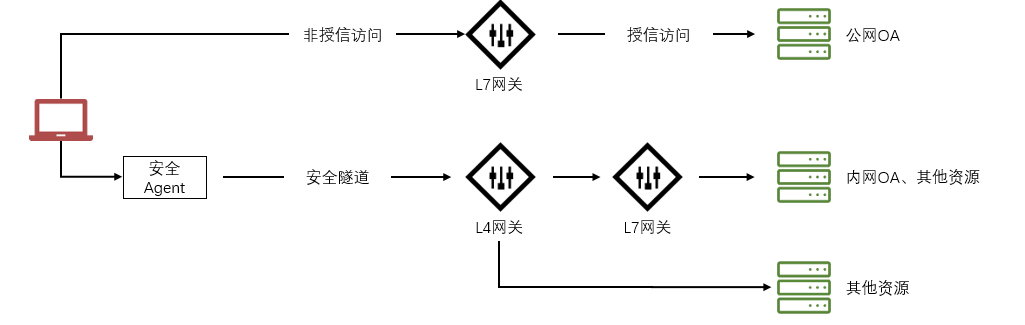 非授信访问
授信访问
公网OA
L7网关
安全
Agent
安全隧道
内网OA、其他资源
L4网关
L7网关
其他资源